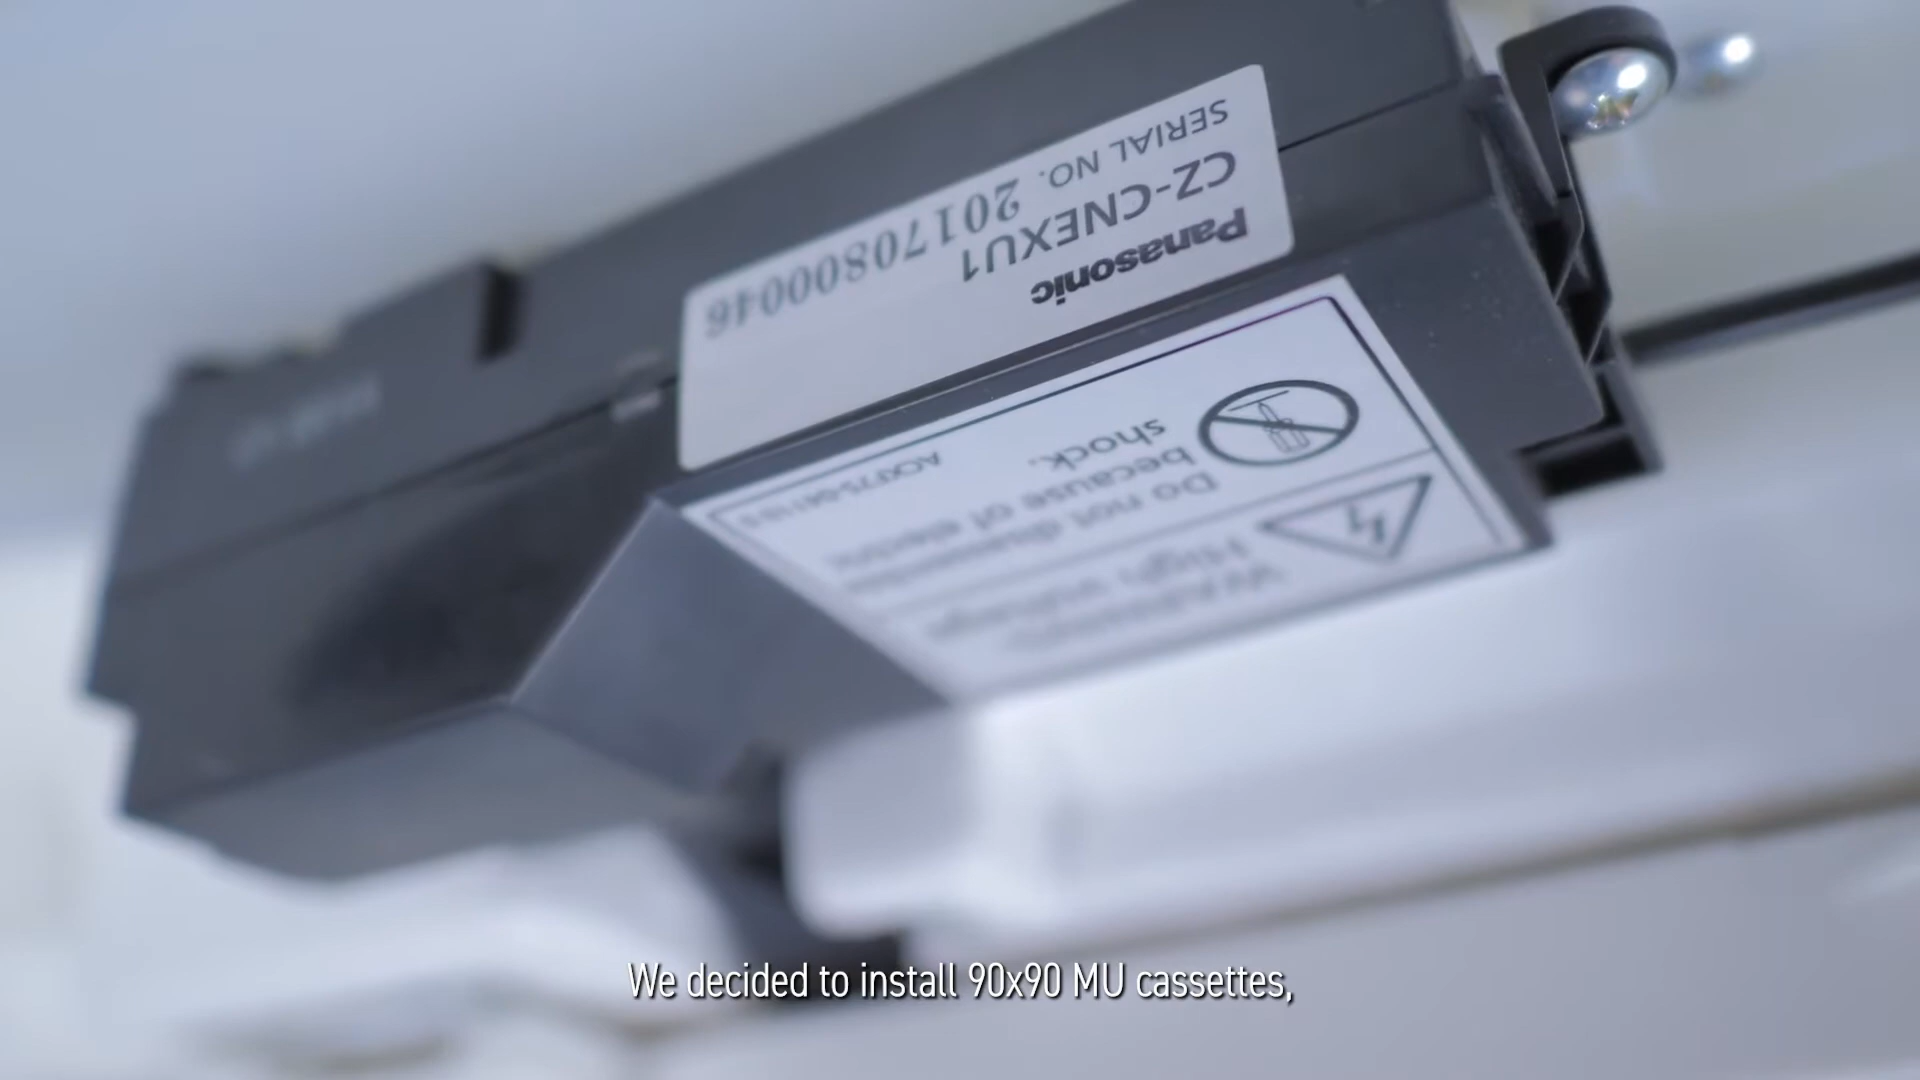 Panasonic
CZ-CNEXU1
SERIAL NO. 201708000046
WARNING
High voltage
Do not disassemble
because of electric
shock.
We decided to install 90x90 MU cassettes,